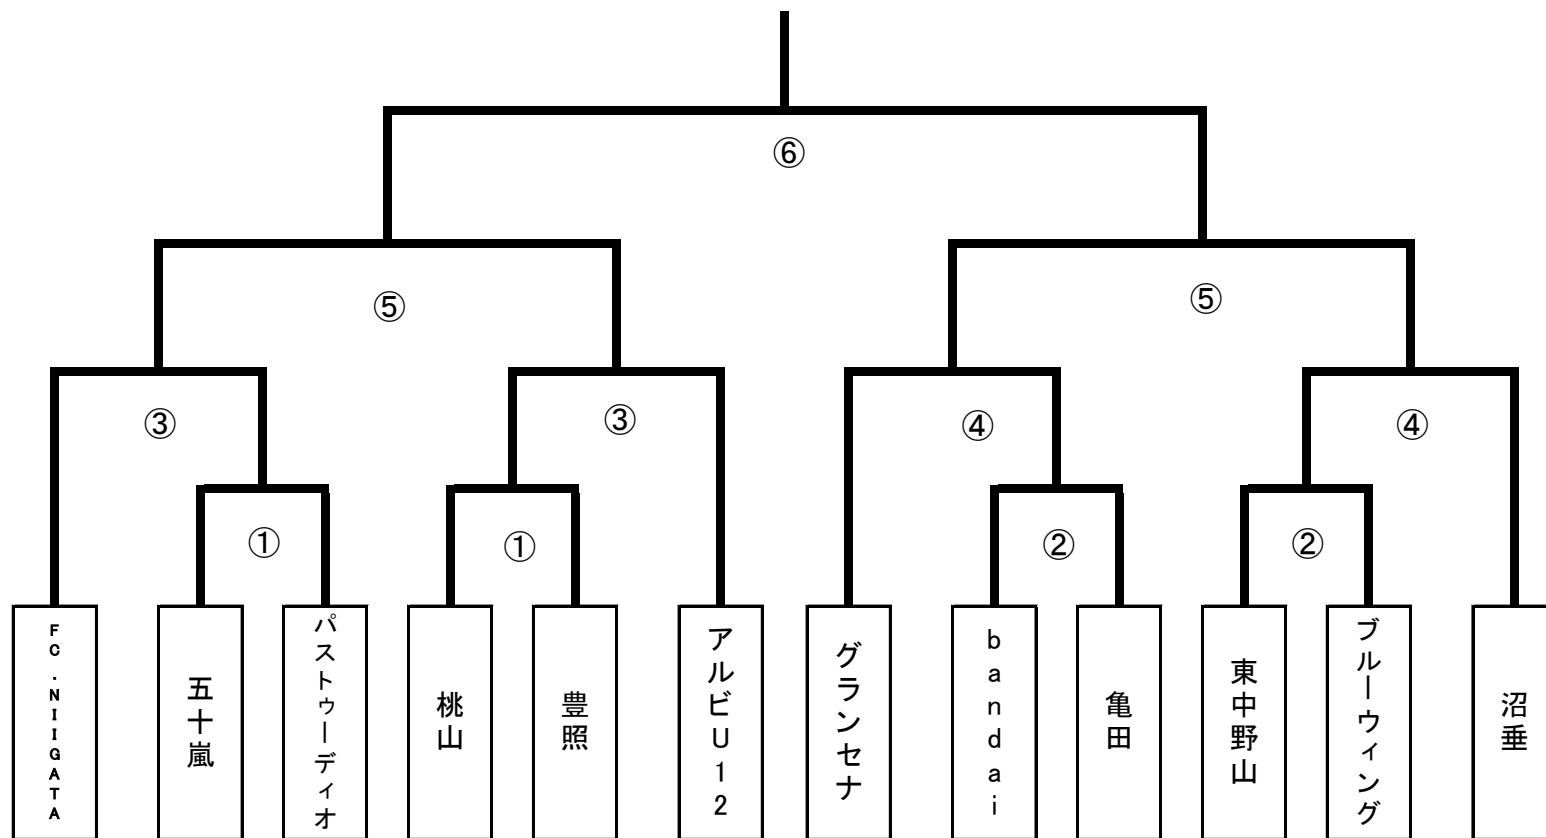 ⑥
⑤
⑤
③
③
④
④
①
①
②
②
FC.NIIGATA
五十嵐
パストゥーディオ
桃山
豊照
アルビU12
グランセナ
bandai
亀田
東中野山
ブルーウィング
沼垂